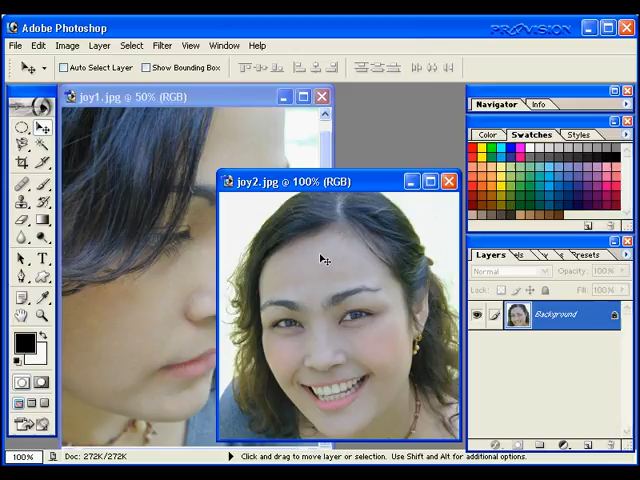 Adobe Photoshop
PROVISION
File Edit Image Layer Select Filter View Window Help
Auto Select Layer Show Bounding Box
joy1.jpg @ 50% (RGB)
joy2.jpg @ 100% (RGB)
Navigator Info
Color Swatches Styles
Layers
Normal Opacity: 100%
Lock: Fill: 100%
Background
T
100% Doc: 272K/272K Click and drag to move layer or selection. Use Shift and Alt for additional options.